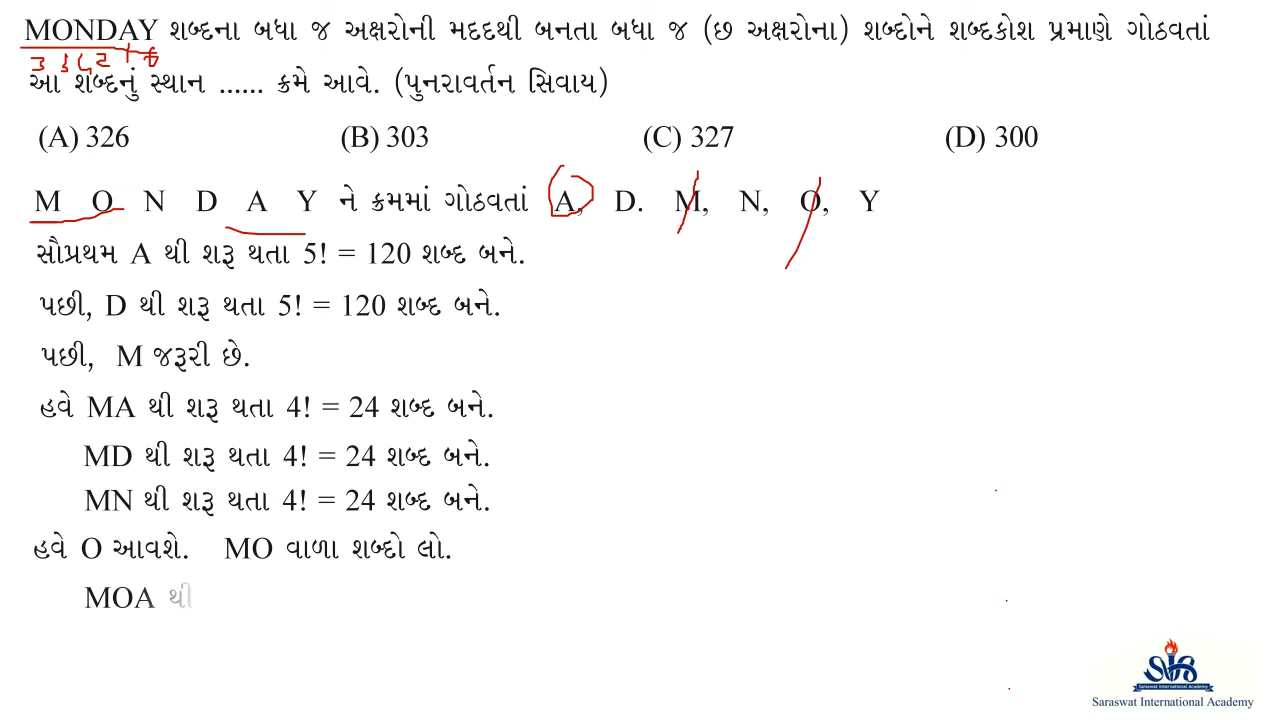 MONDAY શબ્દના બધા જ અક્ષરોની મદદથી બનતા બધા જ (છ અક્ષરોના) શબ્દોને શબ્દકોશ પ્રમાણે ગોઠવતાં
આ શબ્દનું સ્થાન ...... ક્રમે આવે. (પુનરાવર્તન સિવાય)
(A) 326 (B) 303 (C) 327 (D) 300
M O N D A Y ને ક્રમમાં ગોઠવતાં A, D. M, N, O, Y
સૌપ્રથમ A થી શરૂ થતા 5! = 120 શબ્દ બને.
પછી, D થી શરૂ થતા 5! = 120 શબ્દ બને.
પછી, M જરૂરી છે.
હવે MA થી શરૂ થતા 4! = 24 શબ્દ બને.
MD થી શરૂ થતા 4! = 24 શબ્દ બને.
MN થી શરૂ થતા 4! = 24 શબ્દ બને.
હવે O આવશે. MO વાળા શબ્દો લો.
MOA થી
Saraswat International Academy
Saraswat International Academy